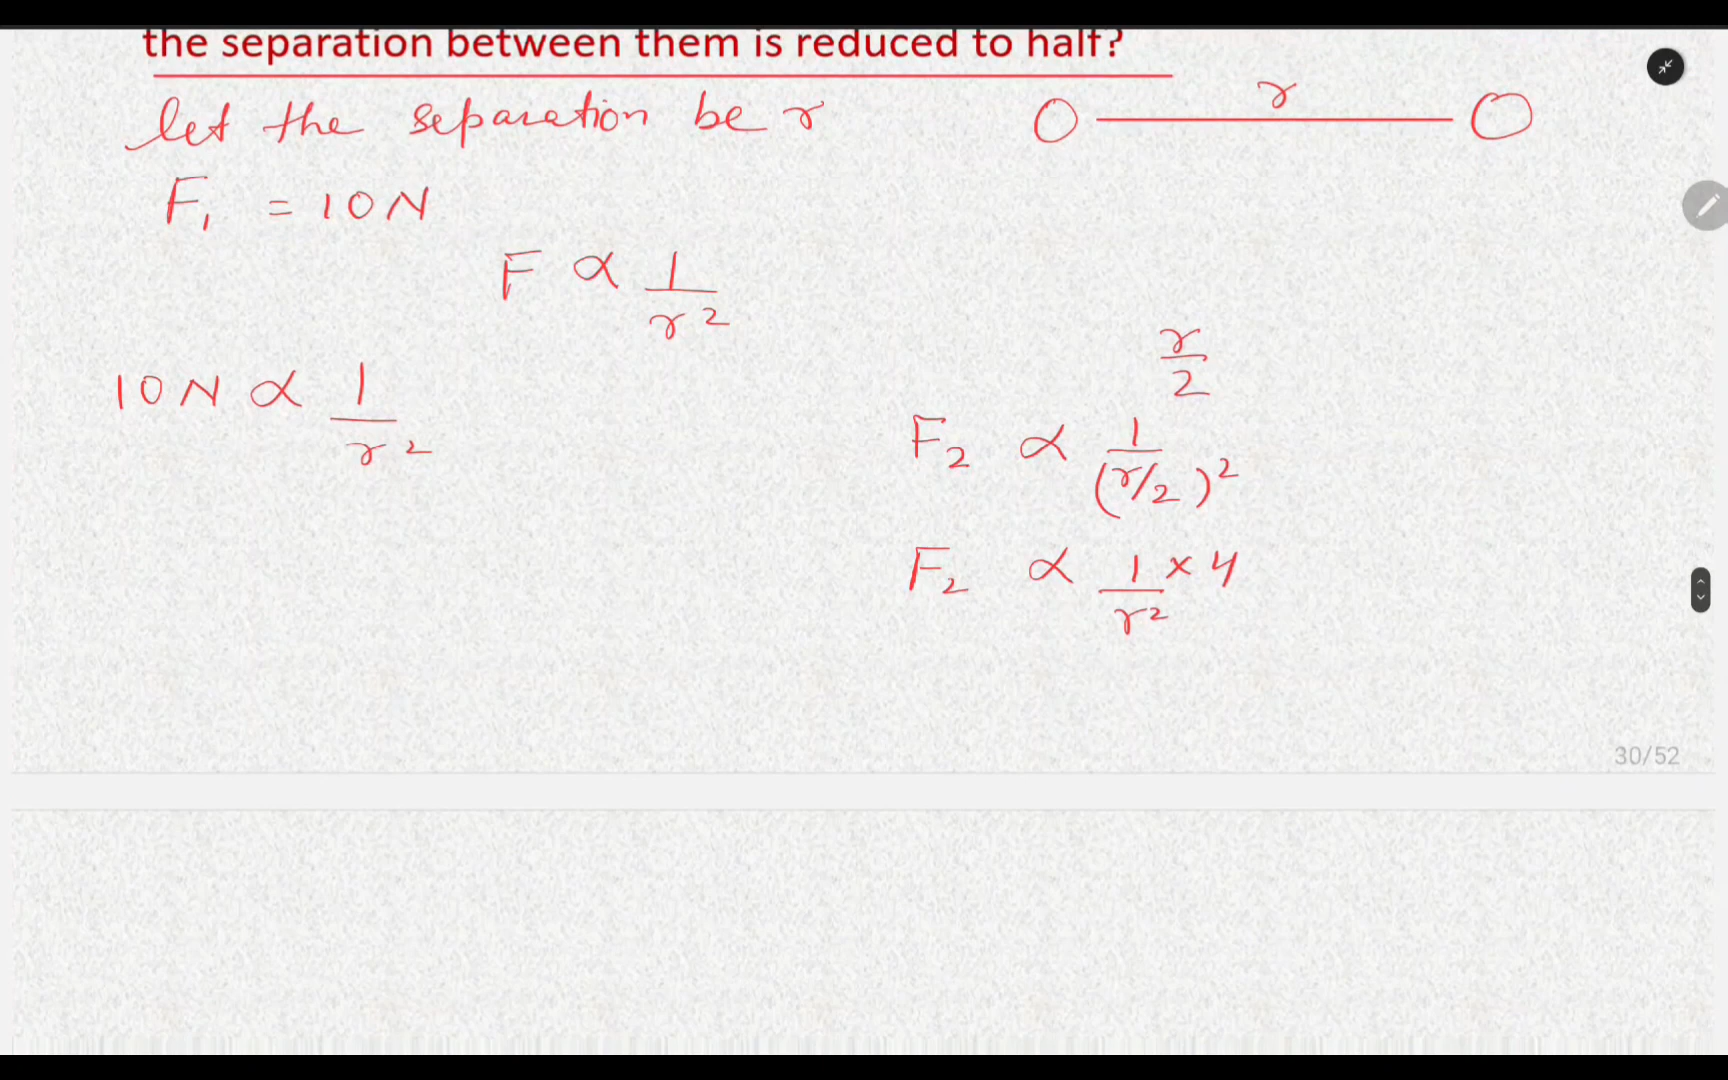 the separation between them is reduced to half?
let the separation be r
r
F₁ = 10N
F ∝ 1/r²
r/2
10N ∝ 1/r²
F₂ ∝ 1/(r/2)²
F₂ ∝ 1/r² × 4
30/52